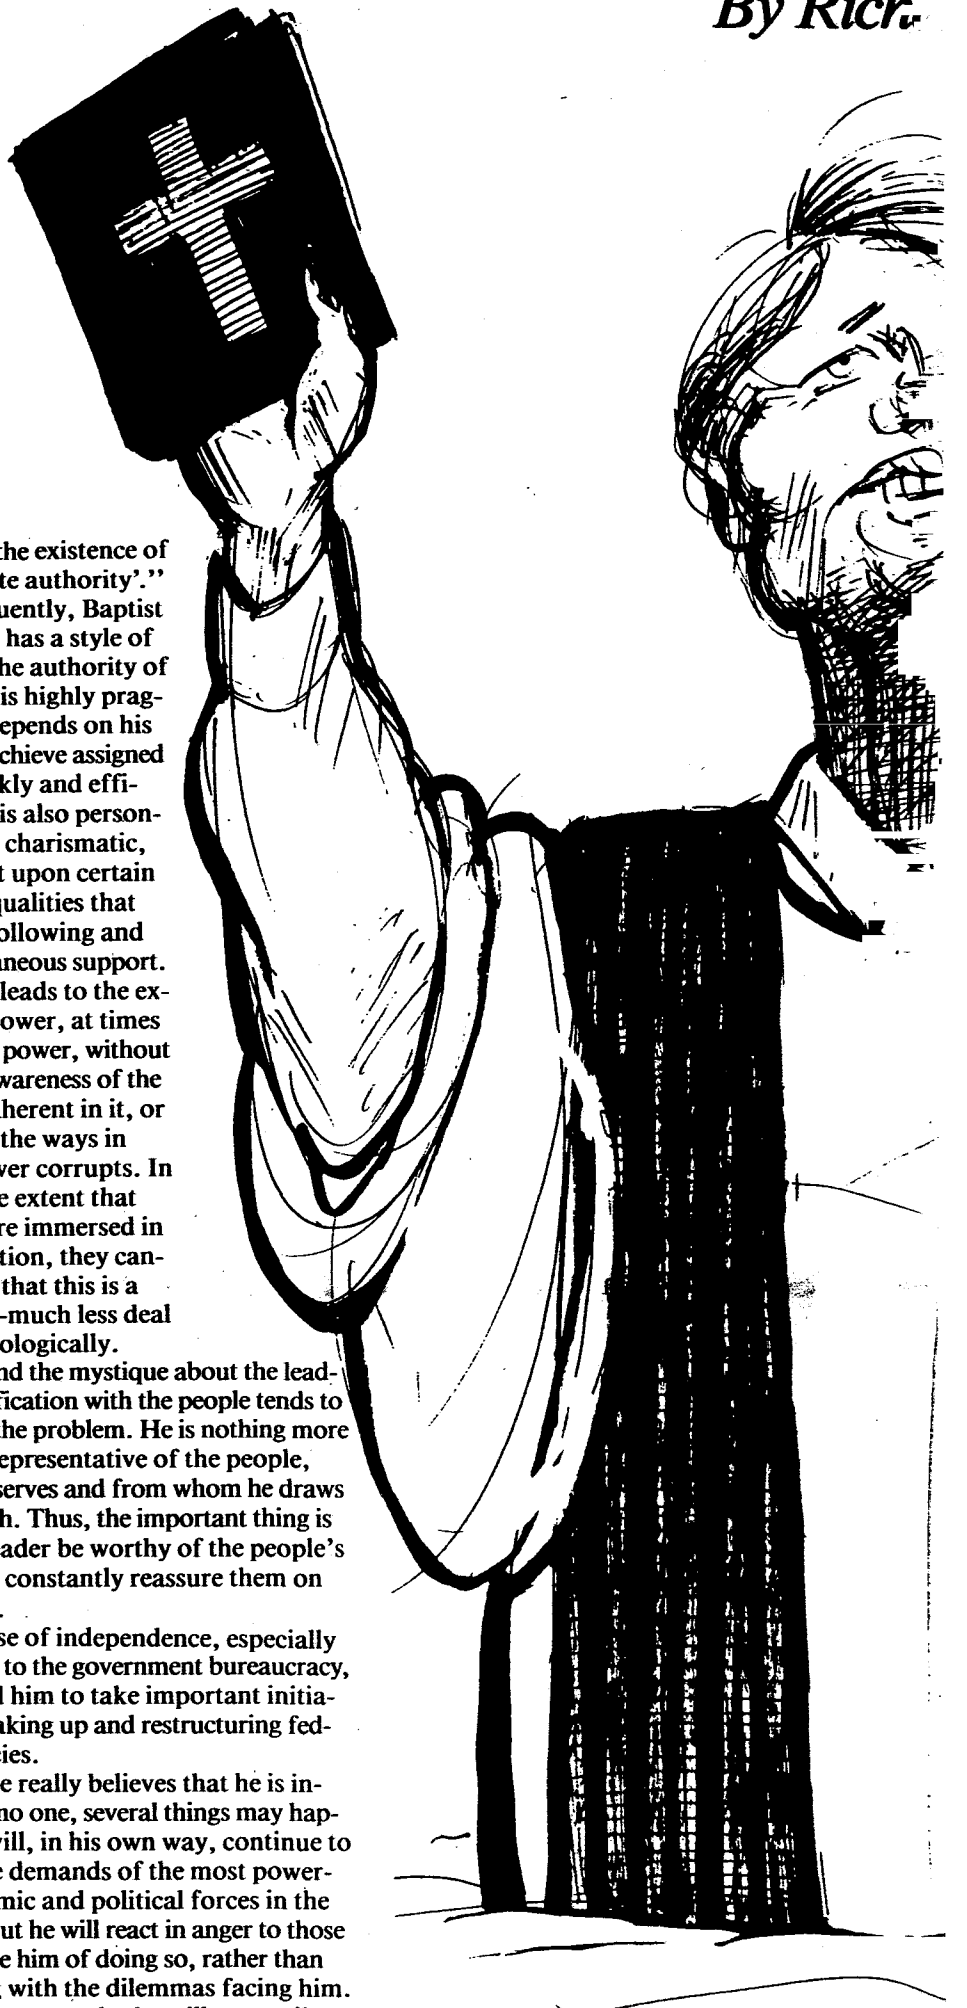 By Rich
the existence of
te authority'."
uently, Baptist
has a style of
he authority of
is highly prag-
epends on his
chieve assigned
kly and effi-
is also person-
charismatic,
t upon certain
qualities that
ollowing and
aneous support.
leads to the ex-
ower, at times
power, without
wareness of the
herent in it, or
the ways in
ver corrupts. In
e extent that
re immersed in
tion, they can-
that this is a
-much less deal
ologically.
nd the mystique about the lead-
fication with the people tends to
the problem. He is nothing more
epresentative of the people,
serves and from whom he draws
h. Thus, the important thing is
ader be worthy of the people's
constantly reassure them on
.
se of independence, especially
to the government bureaucracy,
l him to take important initia-
aking up and restructuring fed-
ies.
e really believes that he is in-
no one, several things may hap-
vill, in his own way, continue to
e demands of the most power-
mic and political forces in the
ut he will react in anger to those
e him of doing so, rather than
with the dilemmas facing him.